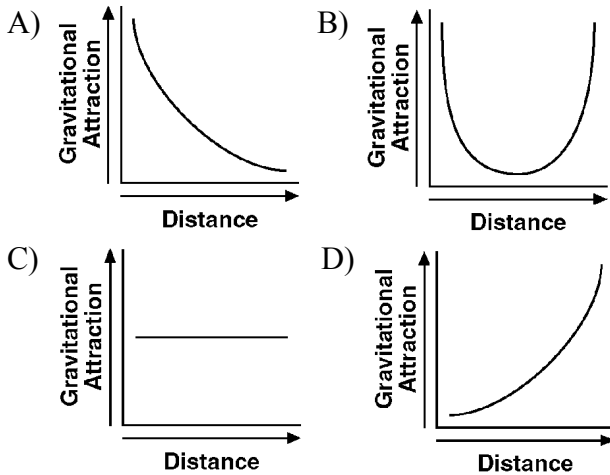 A)
Gravitational
Attraction
Distance
B)
Gravitational
Attraction
Distance
C)
Gravitational
Attraction
Distance
D)
Gravitational
Attraction
Distance